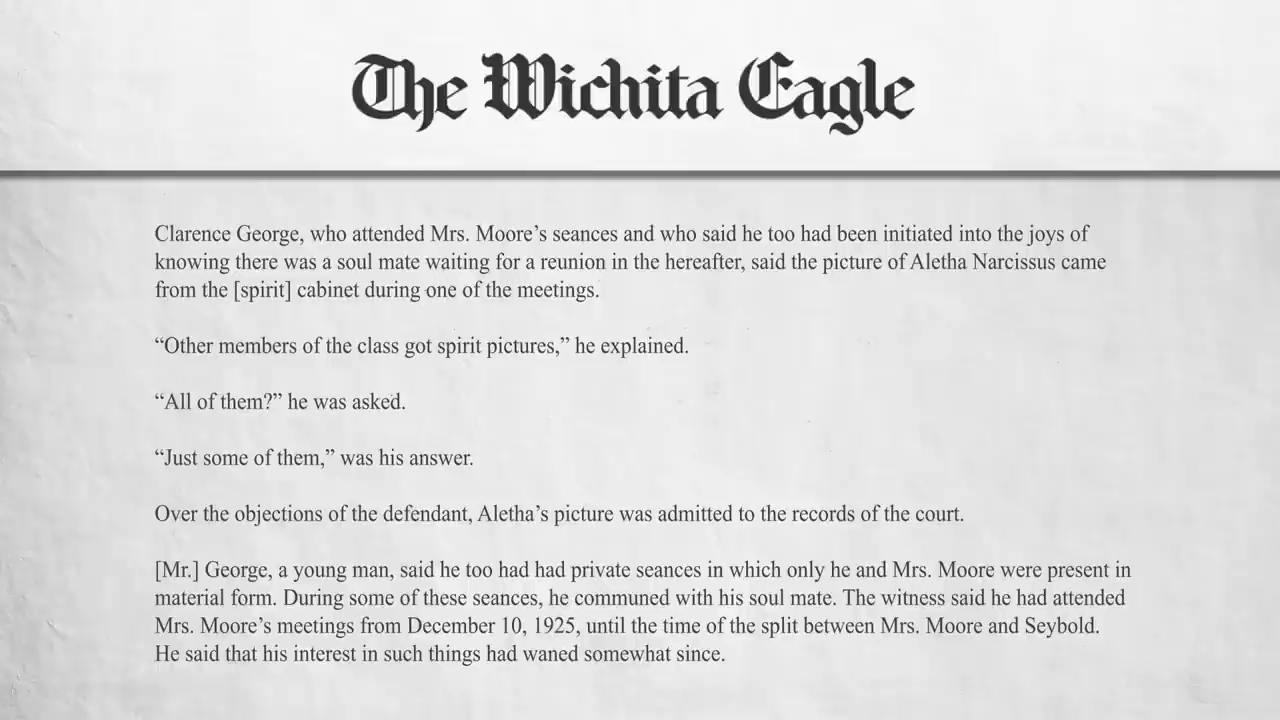 The Wichita Eagle
Clarence George, who attended Mrs. Moore’s seances and who said he too had been initiated into the joys of
knowing there was a soul mate waiting for a reunion in the hereafter, said the picture of Aletha Narcissus came
from the [spirit] cabinet during one of the meetings.
“Other members of the class got spirit pictures,” he explained.
“All of them?” he was asked.
“Just some of them,” was his answer.
Over the objections of the defendant, Aletha’s picture was admitted to the records of the court.
[Mr.] George, a young man, said he too had had private seances in which only he and Mrs. Moore were present in
material form. During some of these seances, he communed with his soul mate. The witness said he had attended
Mrs. Moore’s meetings from December 10, 1925, until the time of the split between Mrs. Moore and Seybold.
He said that his interest in such things had waned somewhat since.